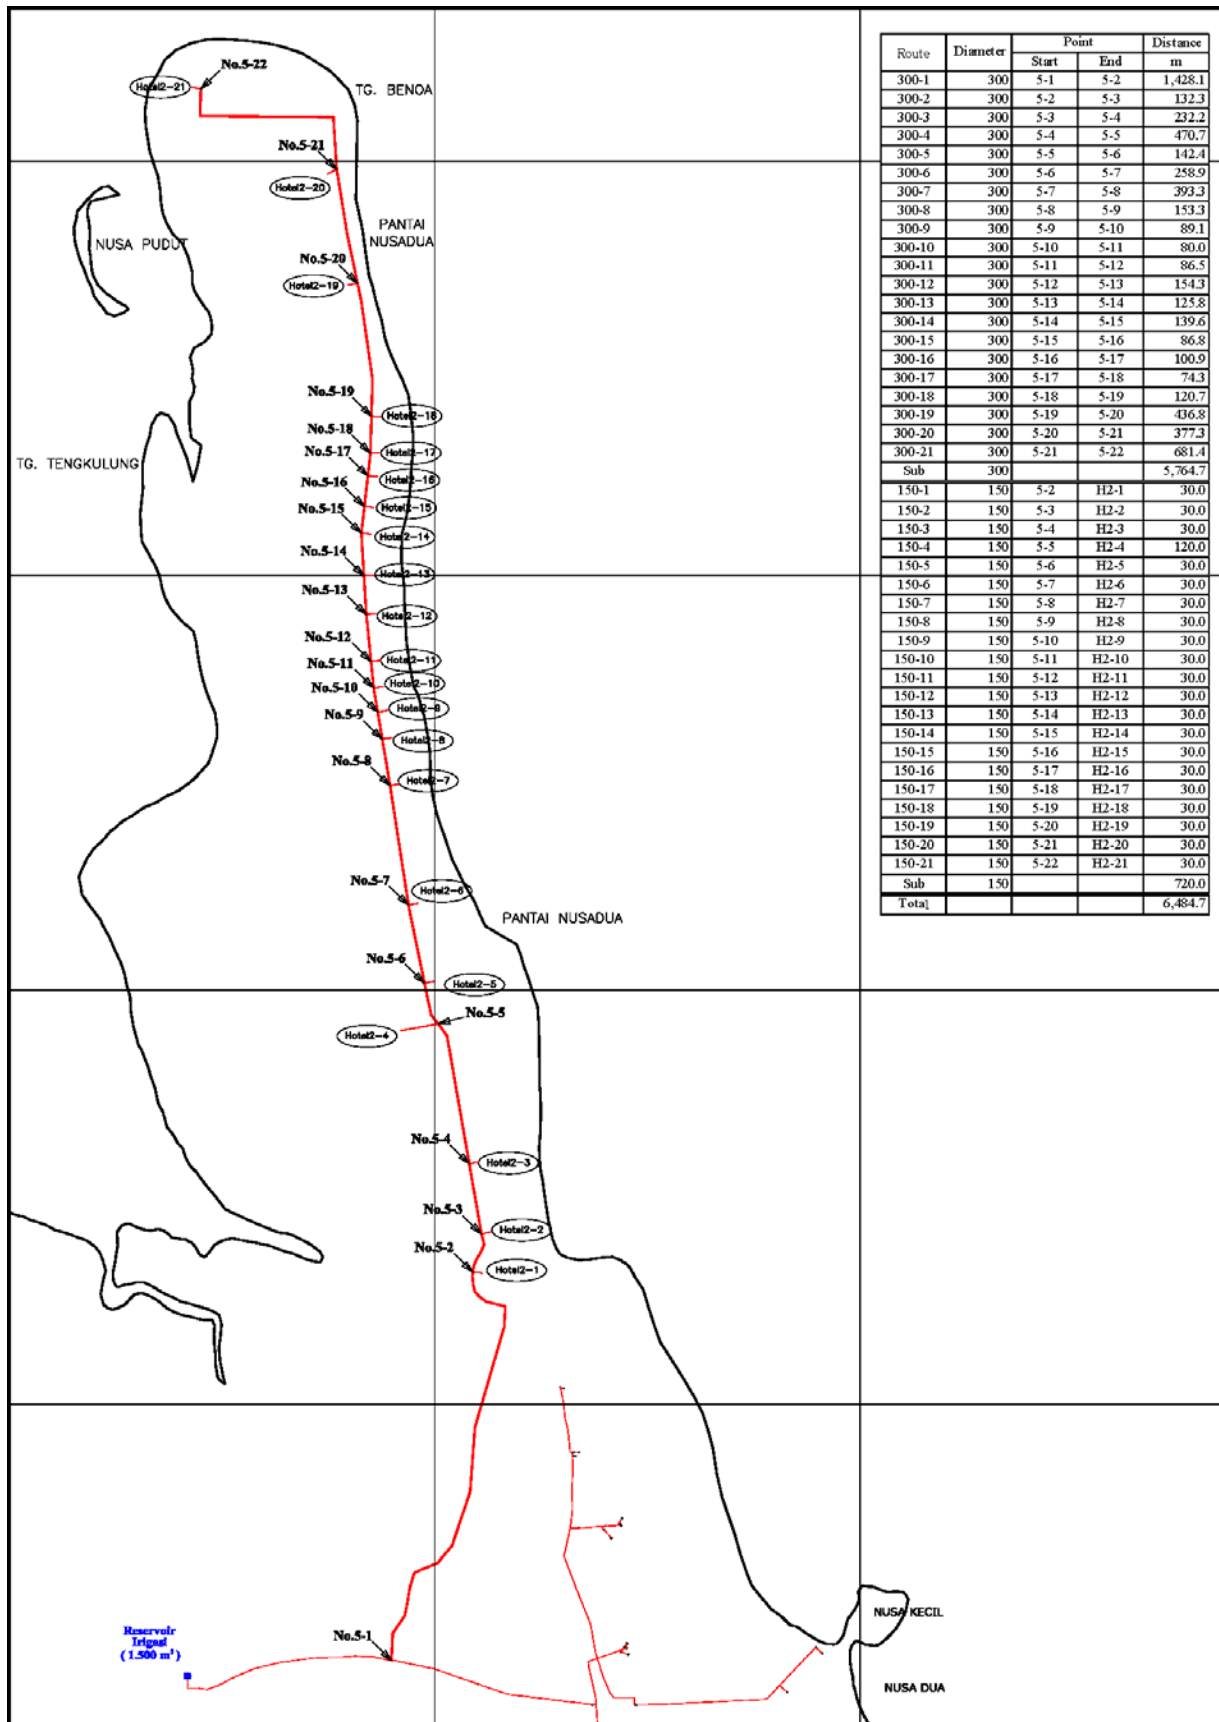 No.5-22
Hotel2-21
TG. BENOA
No.5-21
Hotel2-20
NUSA PUDUT
PANTAI
NUSADUA
No.5-20
Hotel2-19
No.5-19
Hotel2-18
No.5-18
Hotel2-17
TG. TENGKULUNG
No.5-17
Hotel2-16
No.5-16
Hotel2-15
No.5-15
Hotel2-14
No.5-14
Hotel2-13
No.5-13
Hotel2-12
No.5-12
Hotel2-11
No.5-11
Hotel2-10
No.5-10
Hotel2-9
No.5-9
Hotel2-8
No.5-8
Hotel2-7
No.5-7
Hotel2-6
PANTAI NUSADUA
No.5-6
Hotel2-5
No.5-5
Hotel2-4
No.5-4
Hotel2-3
No.5-3
Hotel2-2
No.5-2
Hotel2-1
NUSA KECIL
Reservoir
Irigasi
(1.500 m³)
No.5-1
NUSA DUA
Route Diameter Point Distance
Start End m
300-1 300 5-1 5-2 1,428.1
300-2 300 5-2 5-3 132.3
300-3 300 5-3 5-4 232.2
300-4 300 5-4 5-5 470.7
300-5 300 5-5 5-6 142.4
300-6 300 5-6 5-7 258.9
300-7 300 5-7 5-8 393.3
300-8 300 5-8 5-9 153.3
300-9 300 5-9 5-10 89.1
300-10 300 5-10 5-11 80.0
300-11 300 5-11 5-12 86.5
300-12 300 5-12 5-13 154.3
300-13 300 5-13 5-14 125.8
300-14 300 5-14 5-15 139.6
300-15 300 5-15 5-16 86.8
300-16 300 5-16 5-17 100.9
300-17 300 5-17 5-18 74.3
300-18 300 5-18 5-19 120.7
300-19 300 5-19 5-20 436.8
300-20 300 5-20 5-21 377.3
300-21 300 5-21 5-22 681.4
Sub 300 5,764.7
150-1 150 5-2 H2-1 30.0
150-2 150 5-3 H2-2 30.0
150-3 150 5-4 H2-3 30.0
150-4 150 5-5 H2-4 120.0
150-5 150 5-6 H2-5 30.0
150-6 150 5-7 H2-6 30.0
150-7 150 5-8 H2-7 30.0
150-8 150 5-9 H2-8 30.0
150-9 150 5-10 H2-9 30.0
150-10 150 5-11 H2-10 30.0
150-11 150 5-12 H2-11 30.0
150-12 150 5-13 H2-12 30.0
150-13 150 5-14 H2-13 30.0
150-14 150 5-15 H2-14 30.0
150-15 150 5-16 H2-15 30.0
150-16 150 5-17 H2-16 30.0
150-17 150 5-18 H2-17 30.0
150-18 150 5-19 H2-18 30.0
150-19 150 5-20 H2-19 30.0
150-20 150 5-21 H2-20 30.0
150-21 150 5-22 H2-21 30.0
Sub 150 720.0
Total 6,484.7